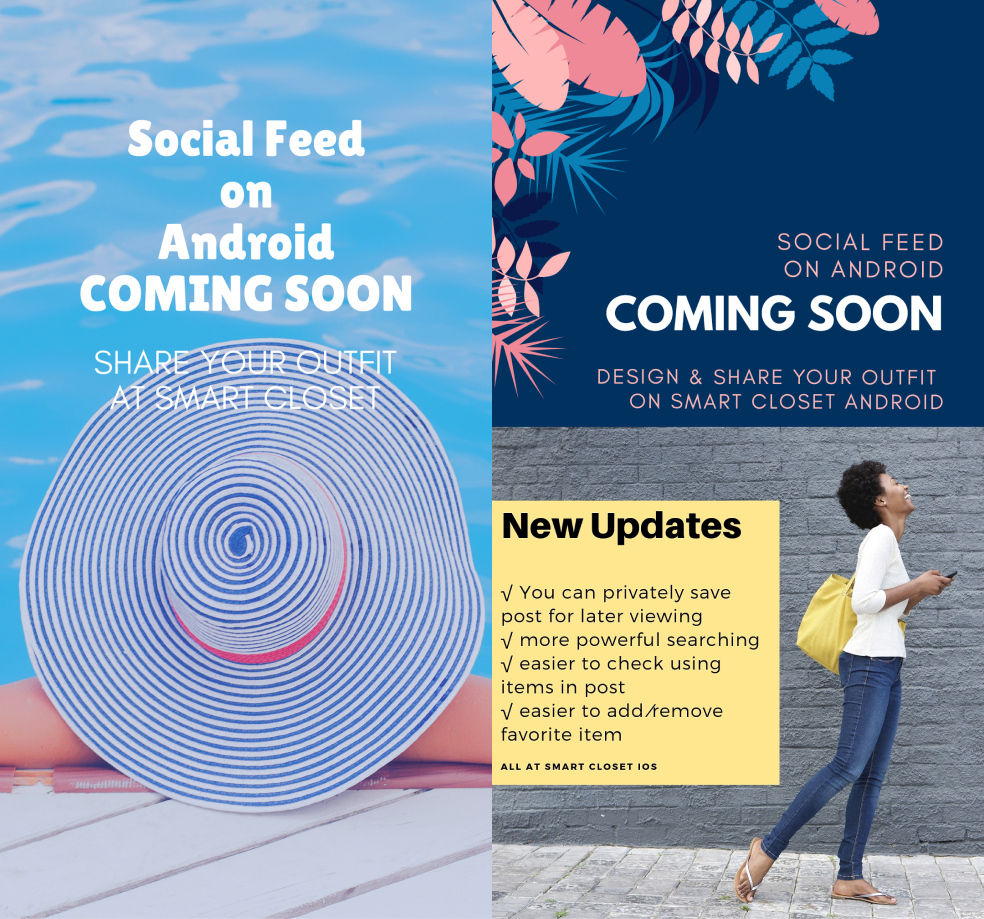 Social Feed
on
Android
COMING SOON
SHARE YOUR OUTFIT
AT SMART CLOSET
SOCIAL FEED
ON ANDROID
COMING SOON
DESIGN & SHARE YOUR OUTFIT
ON SMART CLOSET ANDROID
New Updates
√ You can privately save
post for later viewing
√ more powerful searching
√ easier to check using
items in post
√ easier to add/remove
favorite item
ALL AT SMART CLOSET IOS